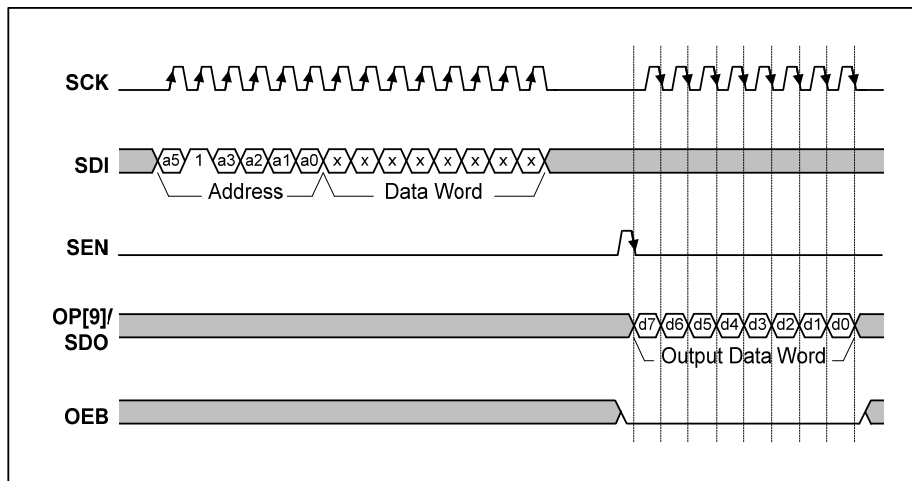 SCK
SDI a5 1 a3 a2 a1 a0 x x x x x x x x
Address Data Word
SEN
OP[9]/
SDO d7 d6 d5 d4 d3 d2 d1 d0
Output Data Word
OEB